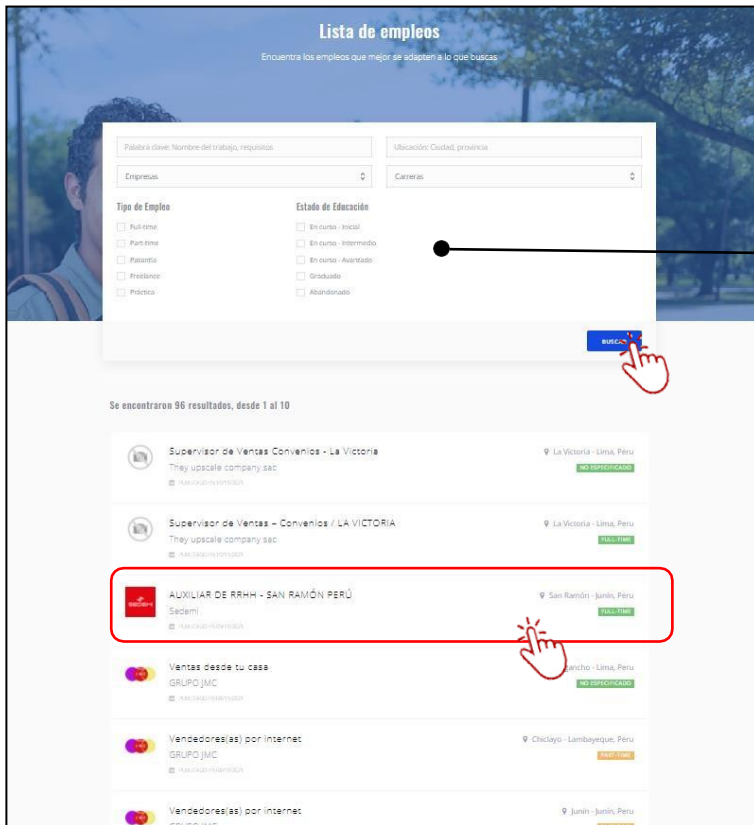 Lista de empleos
Encuentra los empleos que mejor se adapten a lo que buscas
Palabra clave: Nombre del trabajo, requisitos
Ubicación: Ciudad, provincia
Empresas
Carreras
Tipo de Empleo
Estado de Educación
Full-time
En curso - Inicial
Part-time
En curso - Intermedio
Pasantía
En curso - Avanzado
Freelance
Graduado
Práctica
Abandonado
Se encontraron 96 resultados, desde 1 al 10
Supervisor de Ventas Convenios - La Victoria
La Victoria - Lima, Peru
They upscale company sac
NO ESPECIFICADO
Supervisor de Ventas – Convenios / LA VICTORIA
La Victoria - Lima, Peru
They upscale company sac
FULL-TIME
AUXILIAR DE RRHH - SAN RAMÓN PERÚ
San Ramón - Junín, Peru
SEDEMI
Sedemi
FULL-TIME
Ventas desde tu casa
- Lima, Peru
GRUPO JMC
NO ESPECIFICADO
Vendedores(as) por internet
Chiclayo - Lambayeque, Peru
GRUPO JMC
PART-TIME
Vendedores(as) por internet
Junín - Junín, Peru